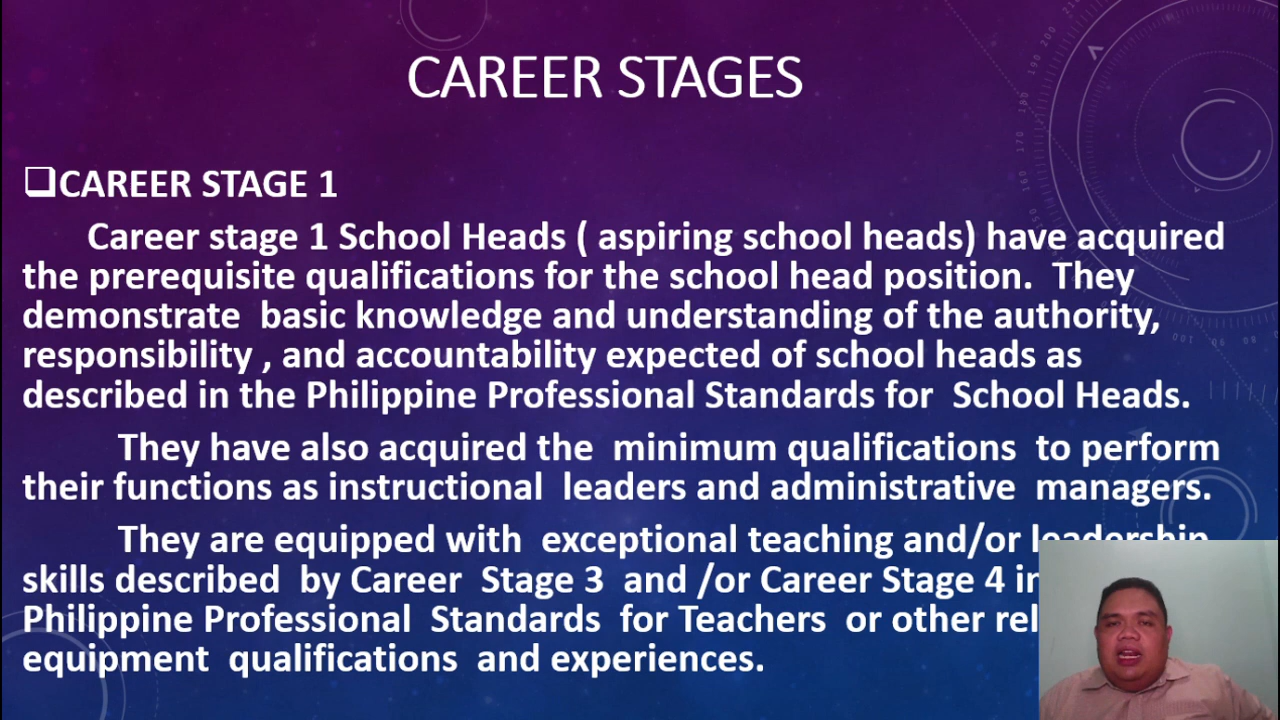 CAREER STAGES
❑CAREER STAGE 1
Career stage 1 School Heads ( aspiring school heads) have acquired
the prerequisite qualifications for the school head position. They
demonstrate basic knowledge and understanding of the authority,
responsibility , and accountability expected of school heads as
described in the Philippine Professional Standards for School Heads.
They have also acquired the minimum qualifications to perform
their functions as instructional leaders and administrative managers.
They are equipped with exceptional teaching and/or leadership
skills described by Career Stage 3 and /or Career Stage 4 in
Philippine Professional Standards for Teachers or other
equipment qualifications and experiences.